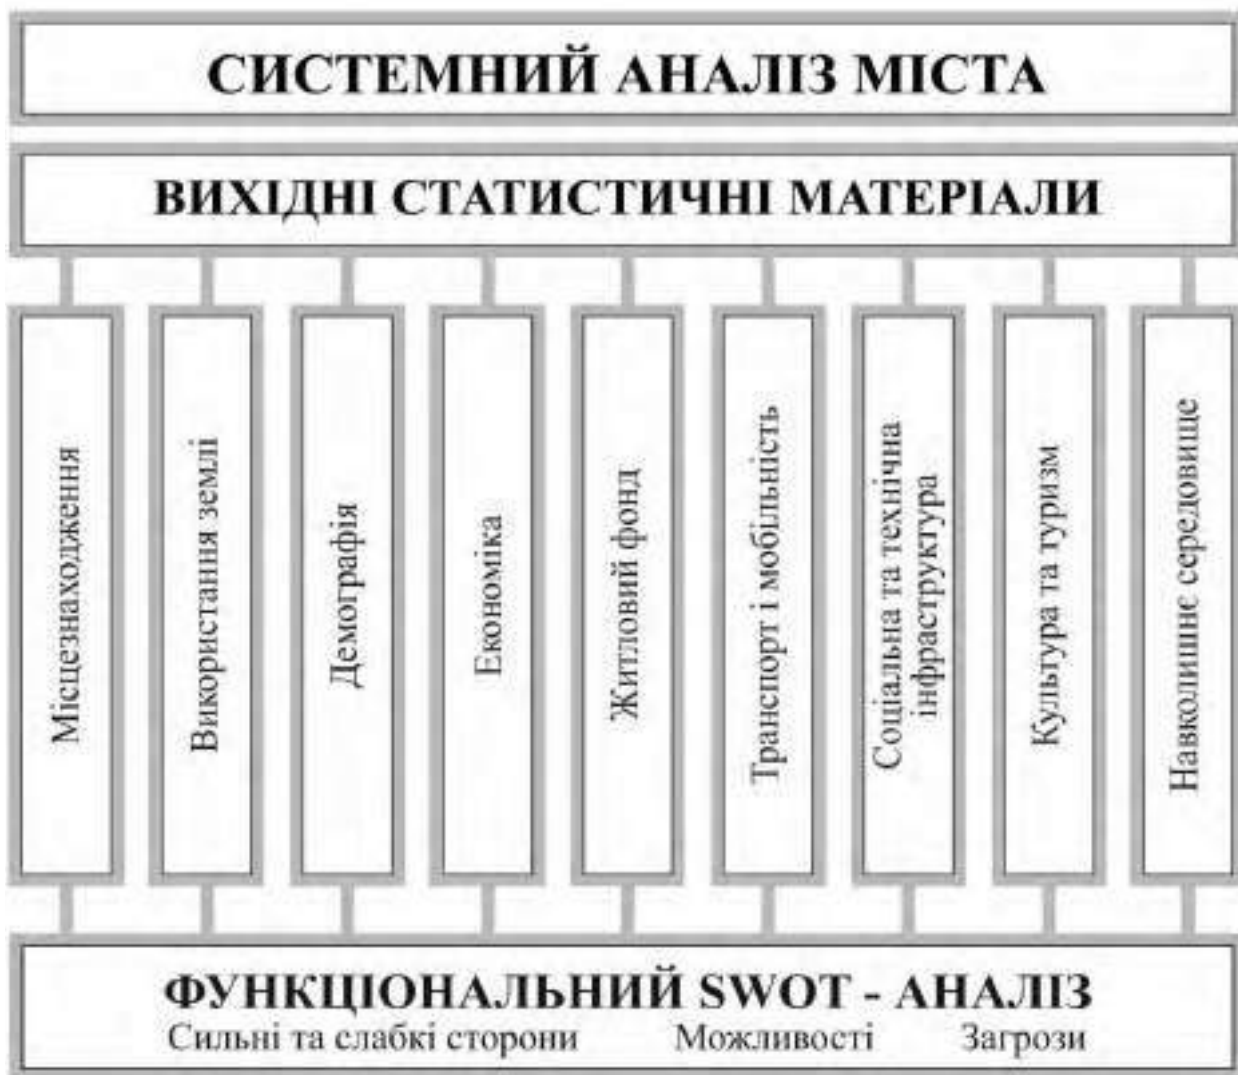 СИСТЕМНИЙ АНАЛІЗ МІСТА
ВИХІДНІ СТАТИСТИЧНІ МАТЕРІАЛИ
Місцезнаходження
Використання землі
Демографія
Економіка
Житловий фонд
Транспорт і мобільність
Соціальна та технічна
інфраструктура
Культура та туризм
Навколишнє середовище
ФУНКЦІОНАЛЬНИЙ SWOT - АНАЛІЗ
Сильні та слабкі сторони Можливості Загрози